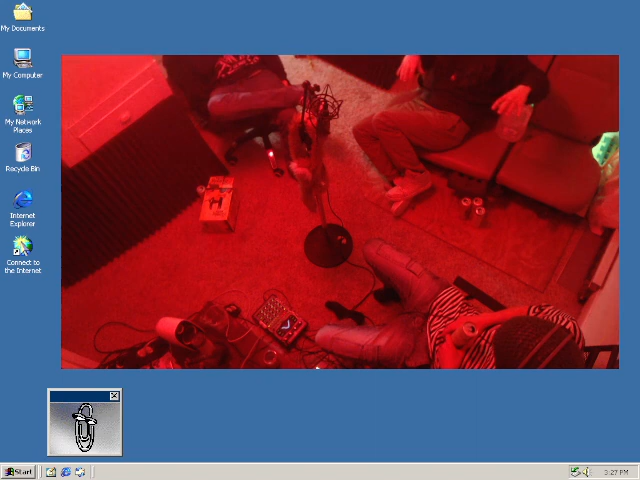 My Documents
My Computer
My Network
Places
Recycle Bin
Internet
Explorer
Connect to
the Internet
Start
3:27 PM